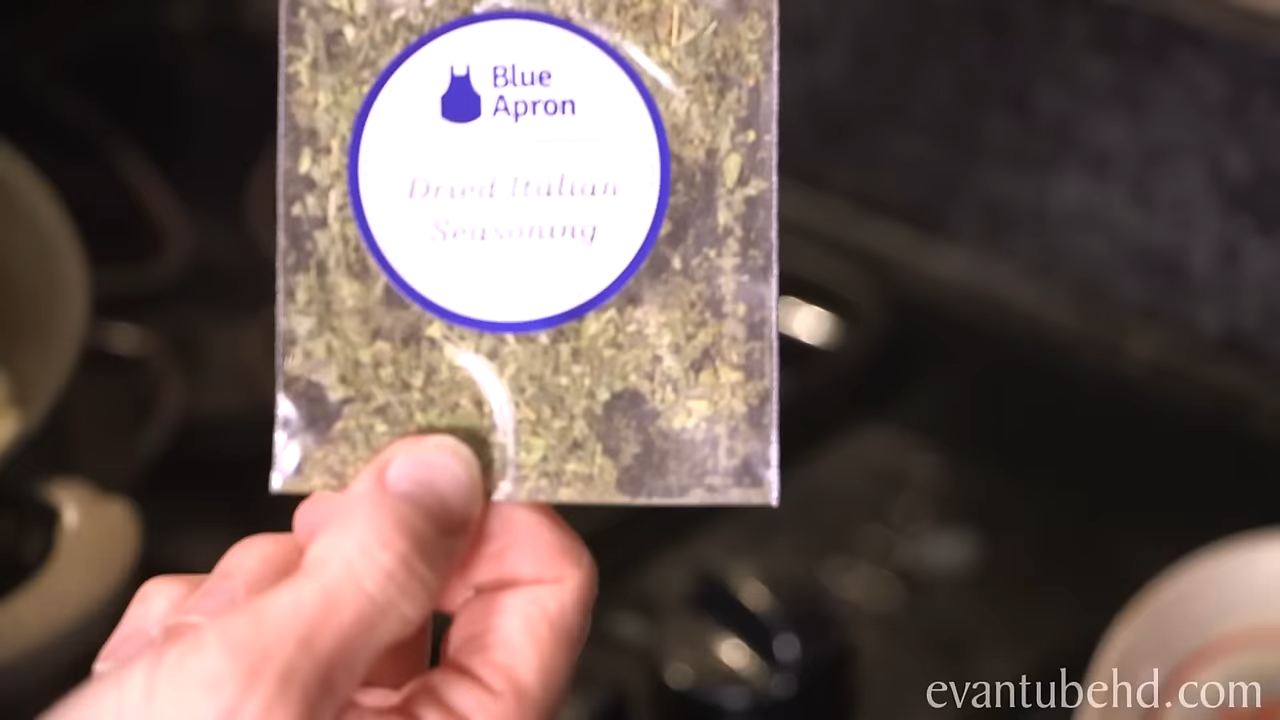 Blue
Apron
Dried Italian
Seasoning
evantubehd.com